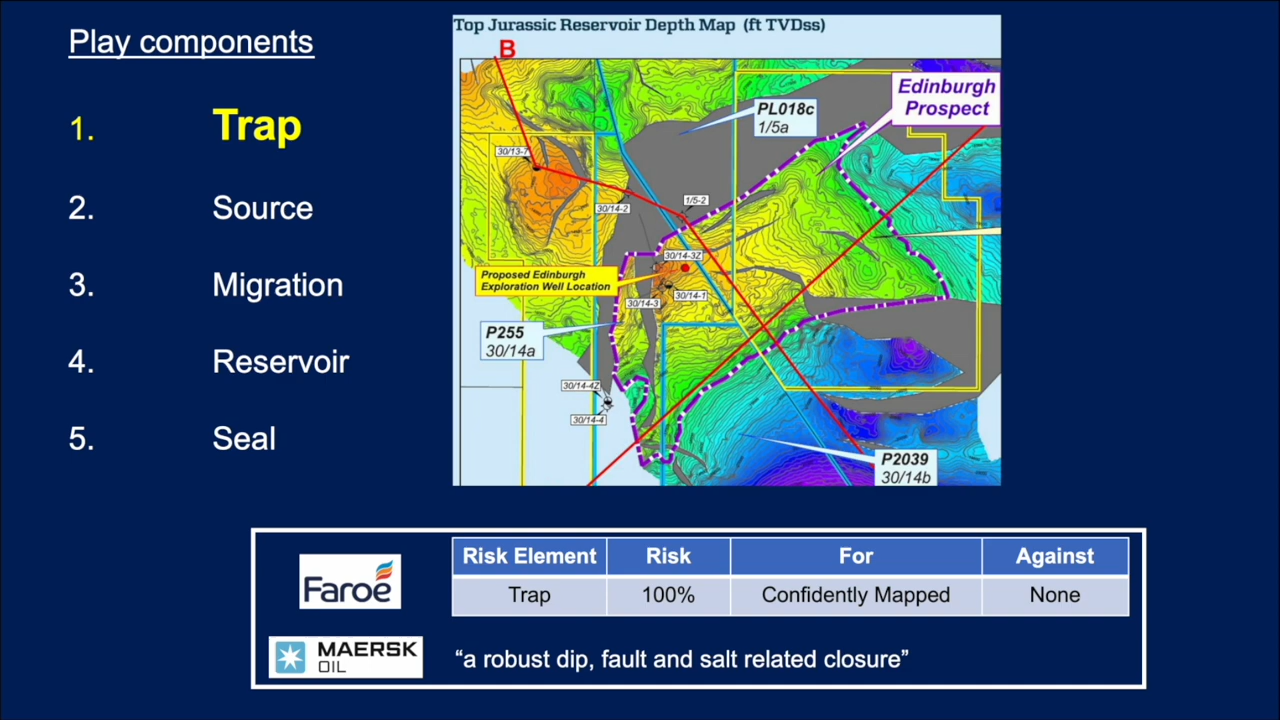 Play components
1. Trap
2. Source
3. Migration
4. Reservoir
5. Seal
Top Jurassic Reservoir Depth Map (ft TVDss)
B
Edinburgh
Prospect
PL018c
1/5a
30/13-7
1/5-2
30/14-2
30/14-3Z
Proposed Edinburgh
Exploration Well Location
30/14-1
30/14-3
P255
30/14a
30/14-4Z
30/14-4
P2039
30/14b
Faroe
Risk Element Risk For Against
Trap 100% Confidently Mapped None
MAERSK
OIL
“a robust dip, fault and salt related closure”